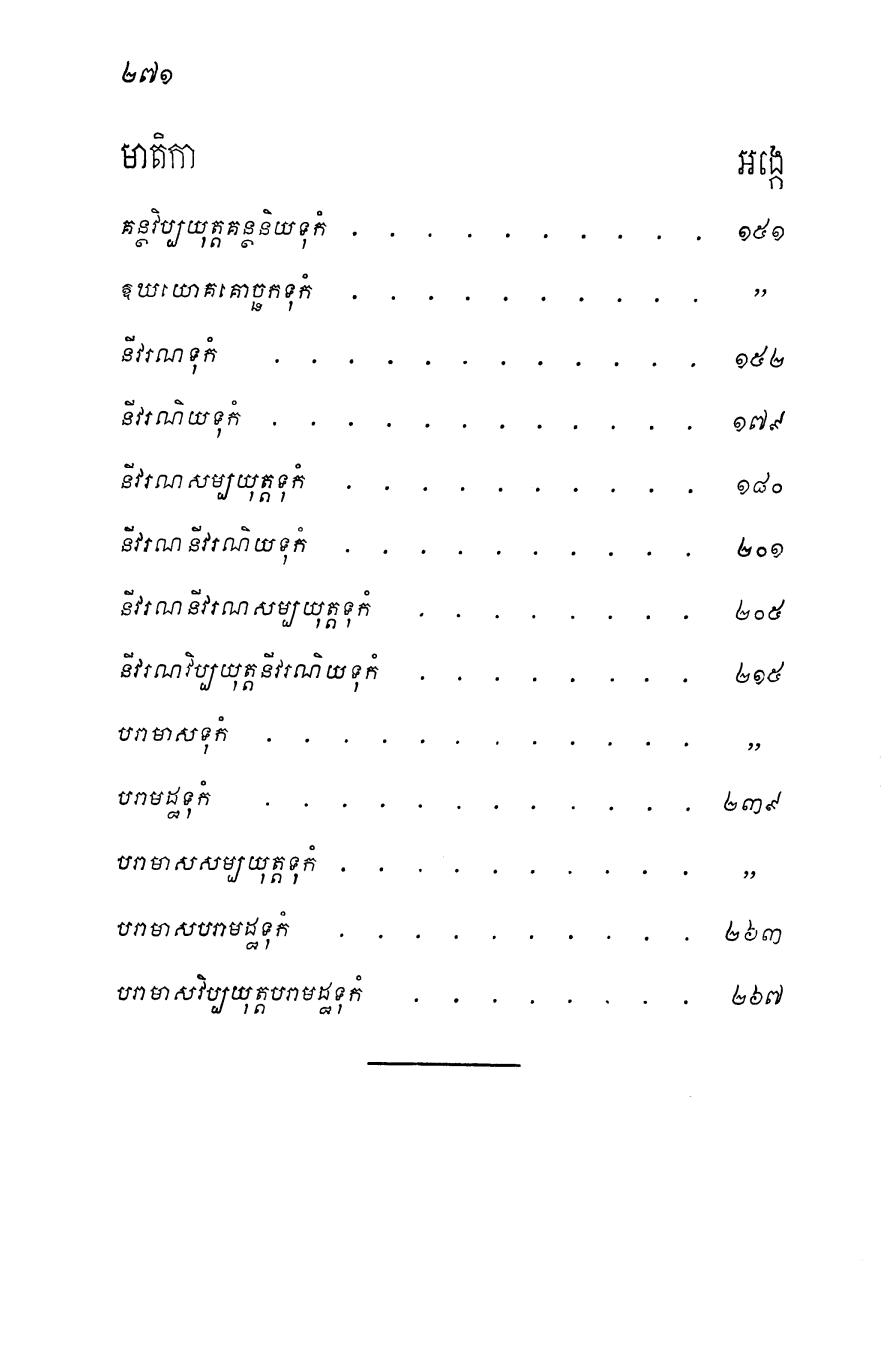 ២៧១
មាតិកា អង្កេ
គន្ថវិប្បយុត្តគន្ថនិយទុកំ . . . . . . . . . . ១៥១
ឱឃយោគគោច្ឆកទុកំ . . . . . . . . . . ,,
នីវរណទុកំ . . . . . . . . . . . . ១៥២
នីវរណិយទុកំ . . . . . . . . . . . . ១៧៩
នីវរណសម្បយុត្តទុកំ . . . . . . . . . . ១៨០
នីវរណនីវរណិយទុកំ . . . . . . . . . . ២០១
នីវរណនីវរណសម្បយុត្តទុកំ . . . . . . . . ២០៥
នីវរណវិប្បយុត្តនីវរណិយទុកំ . . . . . . . . ២១៥
បរាមាសទុកំ . . . . . . . . . . . . ,,
បរាមដ្ឋទុកំ . . . . . . . . . . . . ២៣៩
បរាមាសសម្បយុត្តទុកំ . . . . . . . . . . ,,
បរាមាសបរាមដ្ឋទុកំ . . . . . . . . . . ២៦៣
បរាមាសវិប្បយុត្តបរាមដ្ឋទុកំ . . . . . . . . ២៦៧